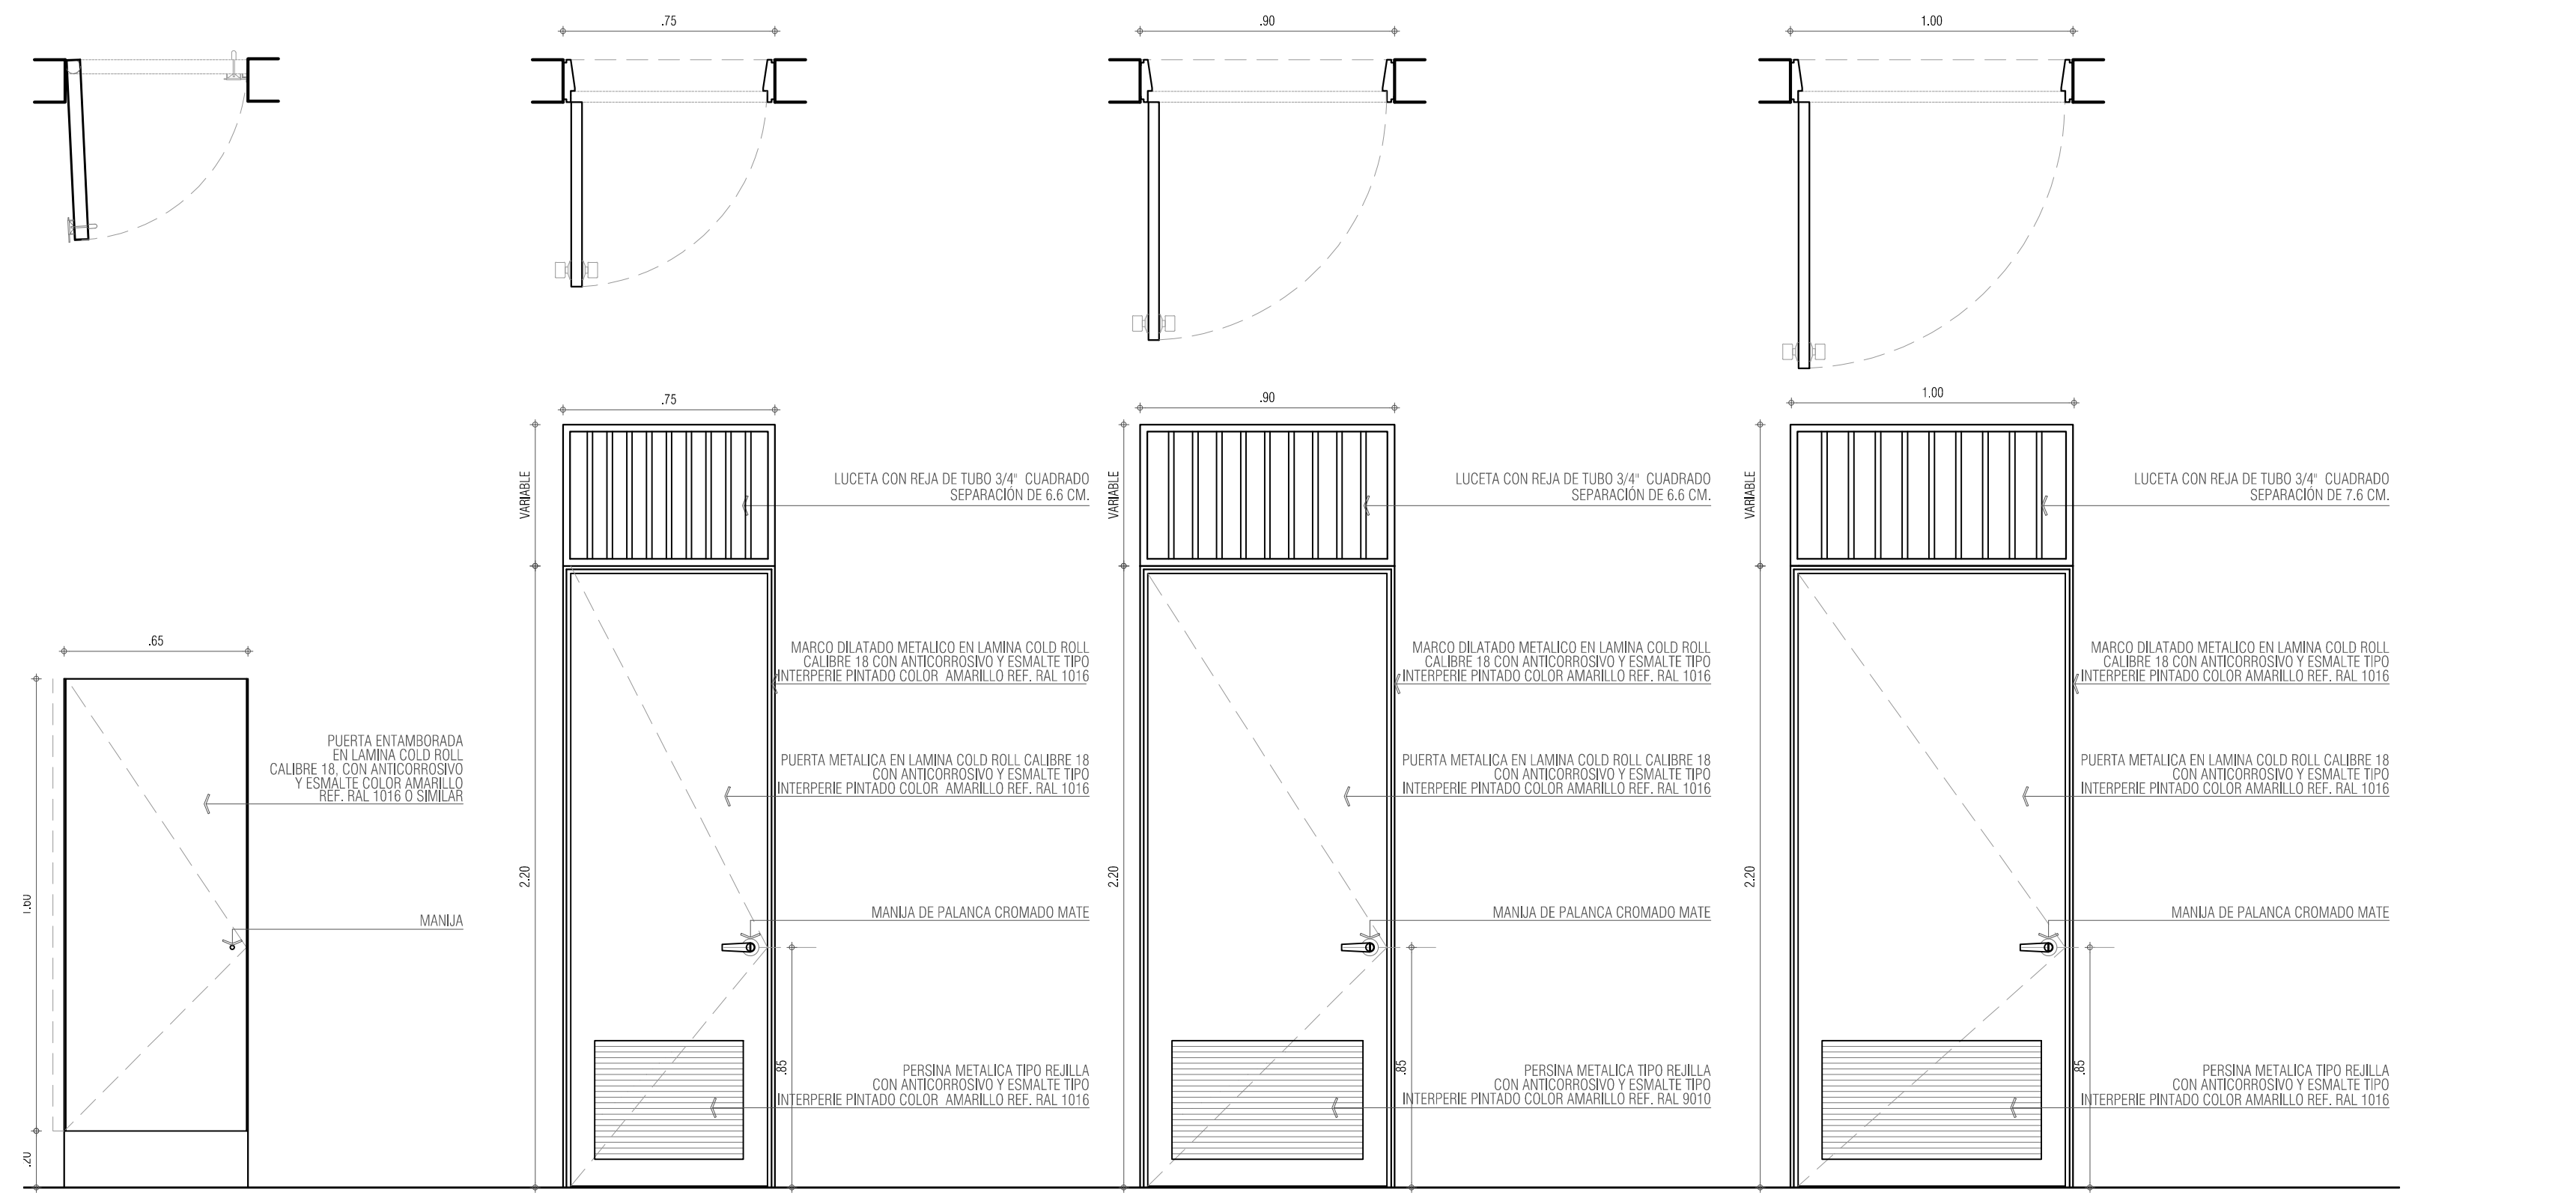 .75
.90
1.00
.75
.90
1.00
VARIABLE
LUCETA CON REJA DE TUBO 3/4" CUADRADO
SEPARACIÓN DE 6.6 CM.
VARIABLE
LUCETA CON REJA DE TUBO 3/4" CUADRADO
SEPARACIÓN DE 6.6 CM.
VARIABLE
LUCETA CON REJA DE TUBO 3/4" CUADRADO
SEPARACIÓN DE 7.6 CM.
.65
1.60
.20
PUERTA ENTAMBORADA
EN LAMINA COLD ROLL
CALIBRE 18, CON ANTICORROSIVO
Y ESMALTE COLOR AMARILLO
REF. RAL 1016 O SIMILAR
MANIJA
2.20
MARCO DILATADO METALICO EN LAMINA COLD ROLL
CALIBRE 18 CON ANTICORROSIVO Y ESMALTE TIPO
INTERPERIE PINTADO COLOR AMARILLO REF. RAL 1016
PUERTA METALICA EN LAMINA COLD ROLL CALIBRE 18
CON ANTICORROSIVO Y ESMALTE TIPO
INTERPERIE PINTADO COLOR AMARILLO REF. RAL 1016
MANIJA DE PALANCA CROMADO MATE
.85
PERSINA METALICA TIPO REJILLA
CON ANTICORROSIVO Y ESMALTE TIPO
INTERPERIE PINTADO COLOR AMARILLO REF. RAL 1016
2.20
MARCO DILATADO METALICO EN LAMINA COLD ROLL
CALIBRE 18 CON ANTICORROSIVO Y ESMALTE TIPO
INTERPERIE PINTADO COLOR AMARILLO REF. RAL 1016
PUERTA METALICA EN LAMINA COLD ROLL CALIBRE 18
CON ANTICORROSIVO Y ESMALTE TIPO
INTERPERIE PINTADO COLOR AMARILLO REF. RAL 1016
MANIJA DE PALANCA CROMADO MATE
.85
PERSINA METALICA TIPO REJILLA
CON ANTICORROSIVO Y ESMALTE TIPO
INTERPERIE PINTADO COLOR AMARILLO REF. RAL 9010
2.20
MARCO DILATADO METALICO EN LAMINA COLD ROLL
CALIBRE 18 CON ANTICORROSIVO Y ESMALTE TIPO
INTERPERIE PINTADO COLOR AMARILLO REF. RAL 1016
PUERTA METALICA EN LAMINA COLD ROLL CALIBRE 18
CON ANTICORROSIVO Y ESMALTE TIPO
INTERPERIE PINTADO COLOR AMARILLO REF. RAL 1016
MANIJA DE PALANCA CROMADO MATE
.85
PERSINA METALICA TIPO REJILLA
CON ANTICORROSIVO Y ESMALTE TIPO
INTERPERIE PINTADO COLOR AMARILLO REF. RAL 1016